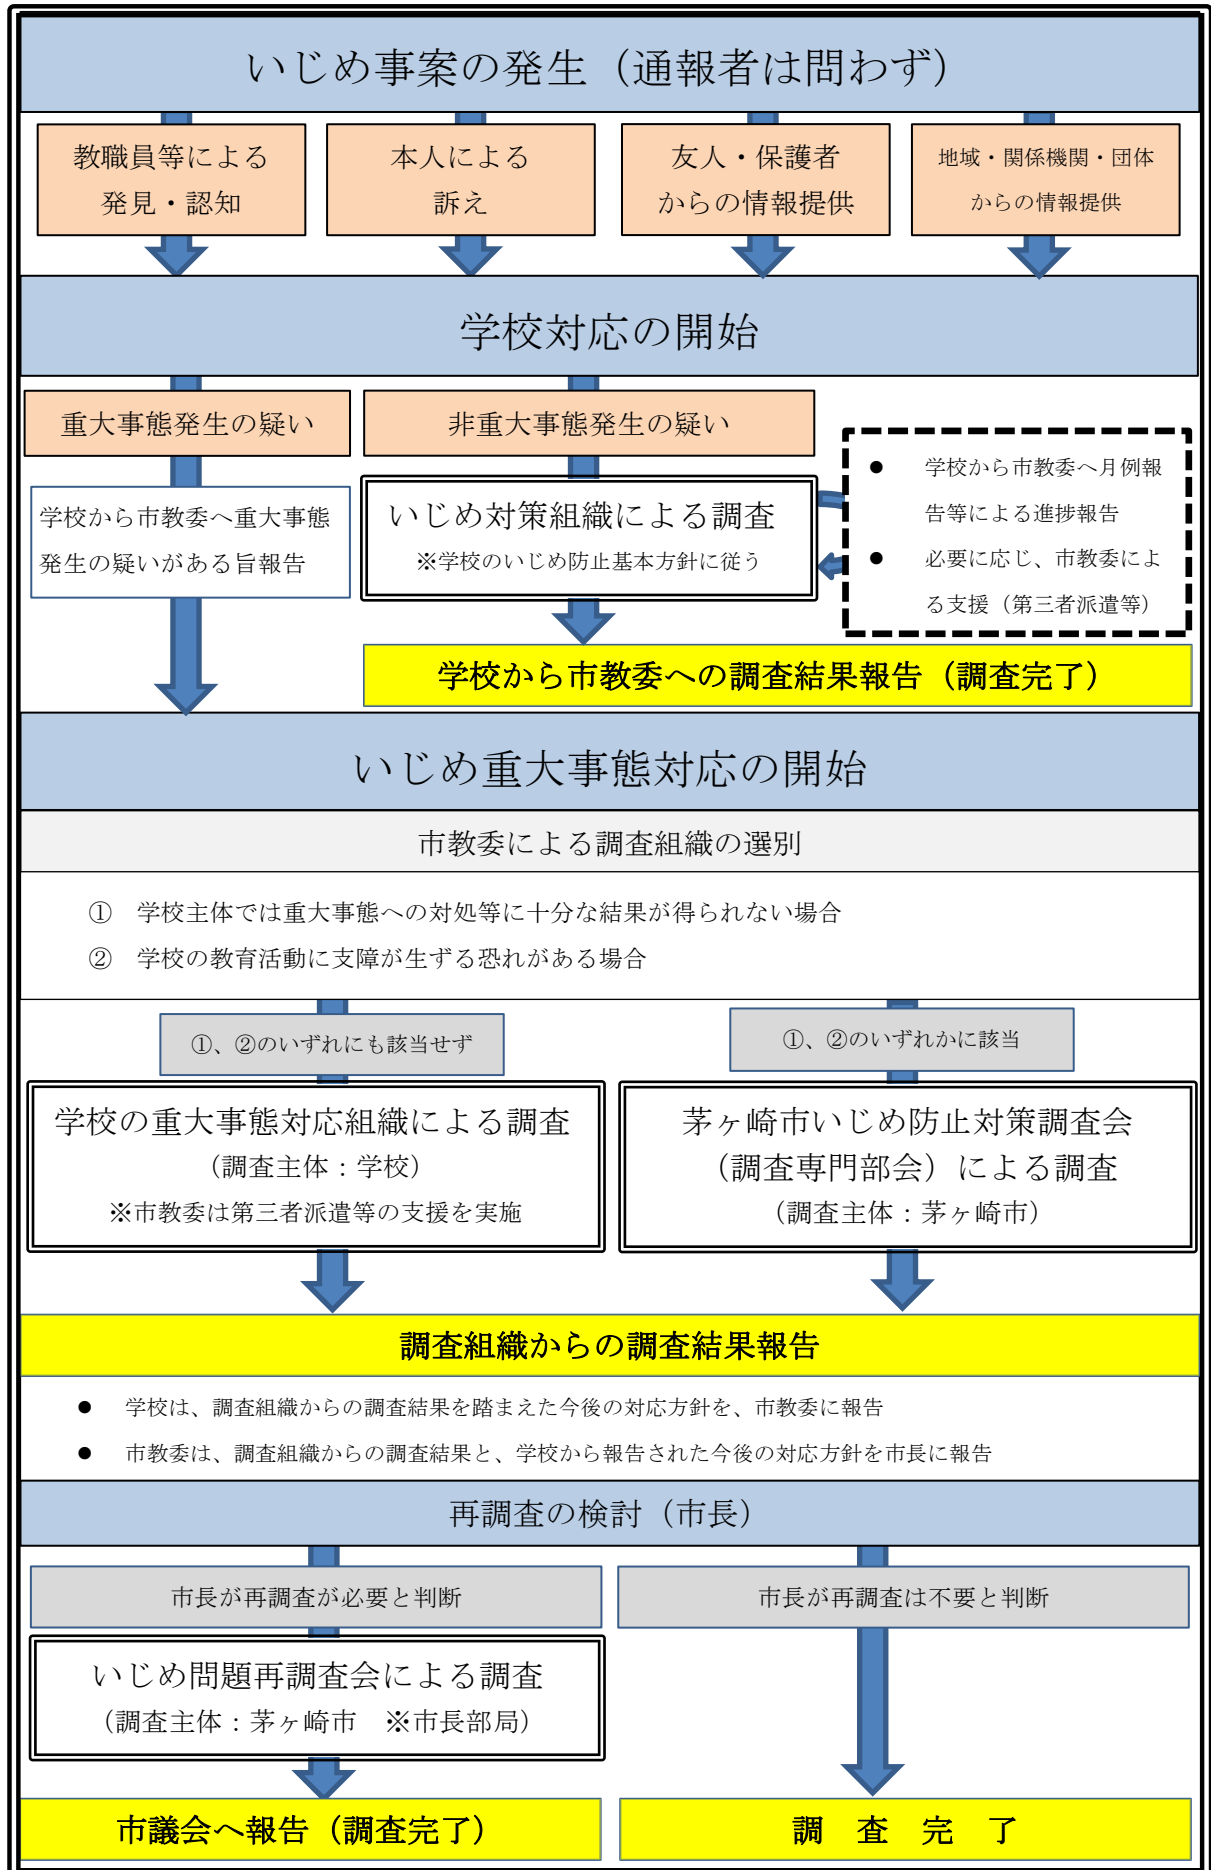 いじめ事案の発生（通報者は問わず）
教職員等による
発見・認知
本人による
訴え
友人・保護者
からの情報提供
地域・関係機関・団体
からの情報提供
学校対応の開始
重大事態発生の疑い
非重大事態発生の疑い
学校から市教委へ重大事態
発生の疑いがある旨報告
いじめ対策組織による調査
※学校のいじめ防止基本方針に従う
● 学校から市教委へ月例報
告等による進捗報告
● 必要に応じ、市教委によ
る支援（第三者派遣等）
学校から市教委への調査結果報告（調査完了）
いじめ重大事態対応の開始
市教委による調査組織の選別
① 学校主体では重大事態への対処等に十分な結果が得られない場合
② 学校の教育活動に支障が生ずる恐れがある場合
①、②のいずれにも該当せず
①、②のいずれかに該当
学校の重大事態対応組織による調査
（調査主体：学校）
※市教委は第三者派遣等の支援を実施
茅ヶ崎市いじめ防止対策調査会
（調査専門部会）による調査
（調査主体：茅ヶ崎市）
調査組織からの調査結果報告
● 学校は、調査組織からの調査結果を踏まえた今後の対応方針を、市教委に報告
● 市教委は、調査組織からの調査結果と、学校から報告された今後の対応方針を市長に報告
再調査の検討（市長）
市長が再調査が必要と判断
市長が再調査は不要と判断
いじめ問題再調査会による調査
（調査主体：茅ヶ崎市　※市長部局）
市議会へ報告（調査完了）
調　査　完　了